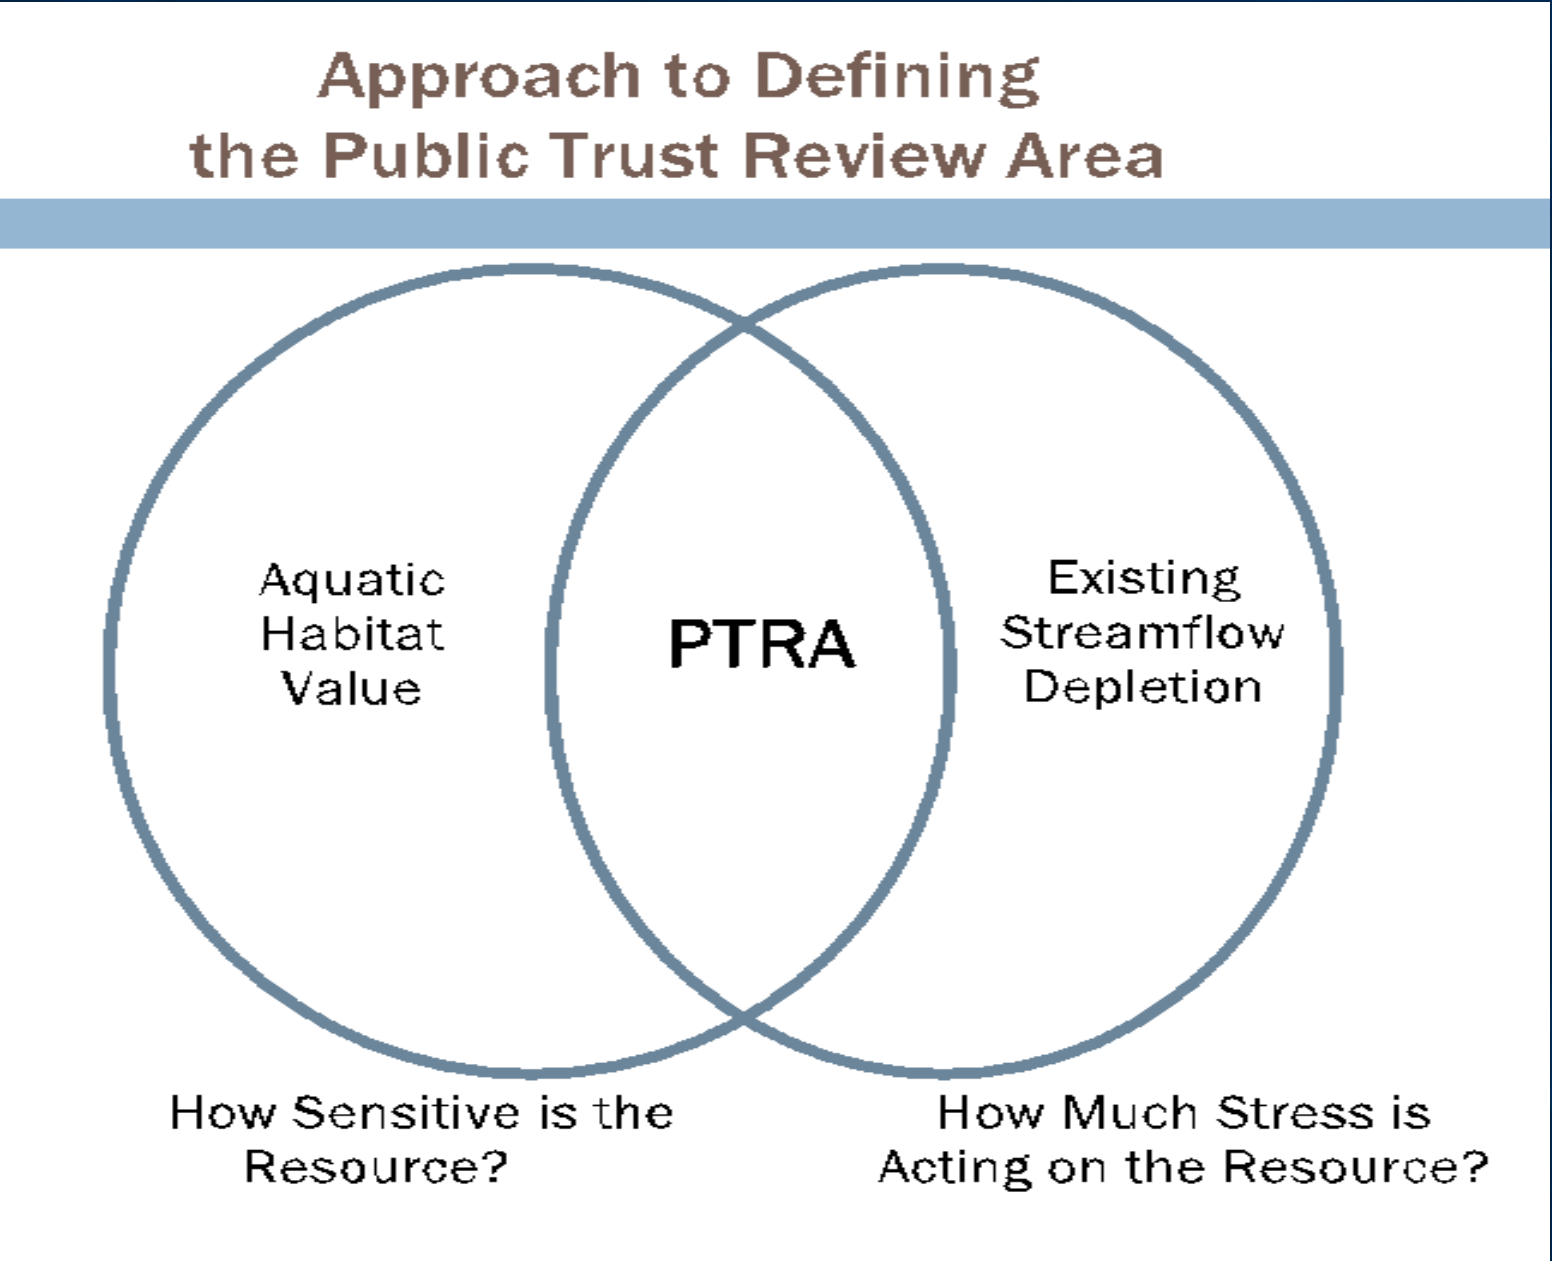 Approach to Defining
the Public Trust Review Area
Aquatic
Habitat
Value
PTRA
Existing
Streamflow
Depletion
How Sensitive is the
Resource?
How Much Stress is
Acting on the Resource?